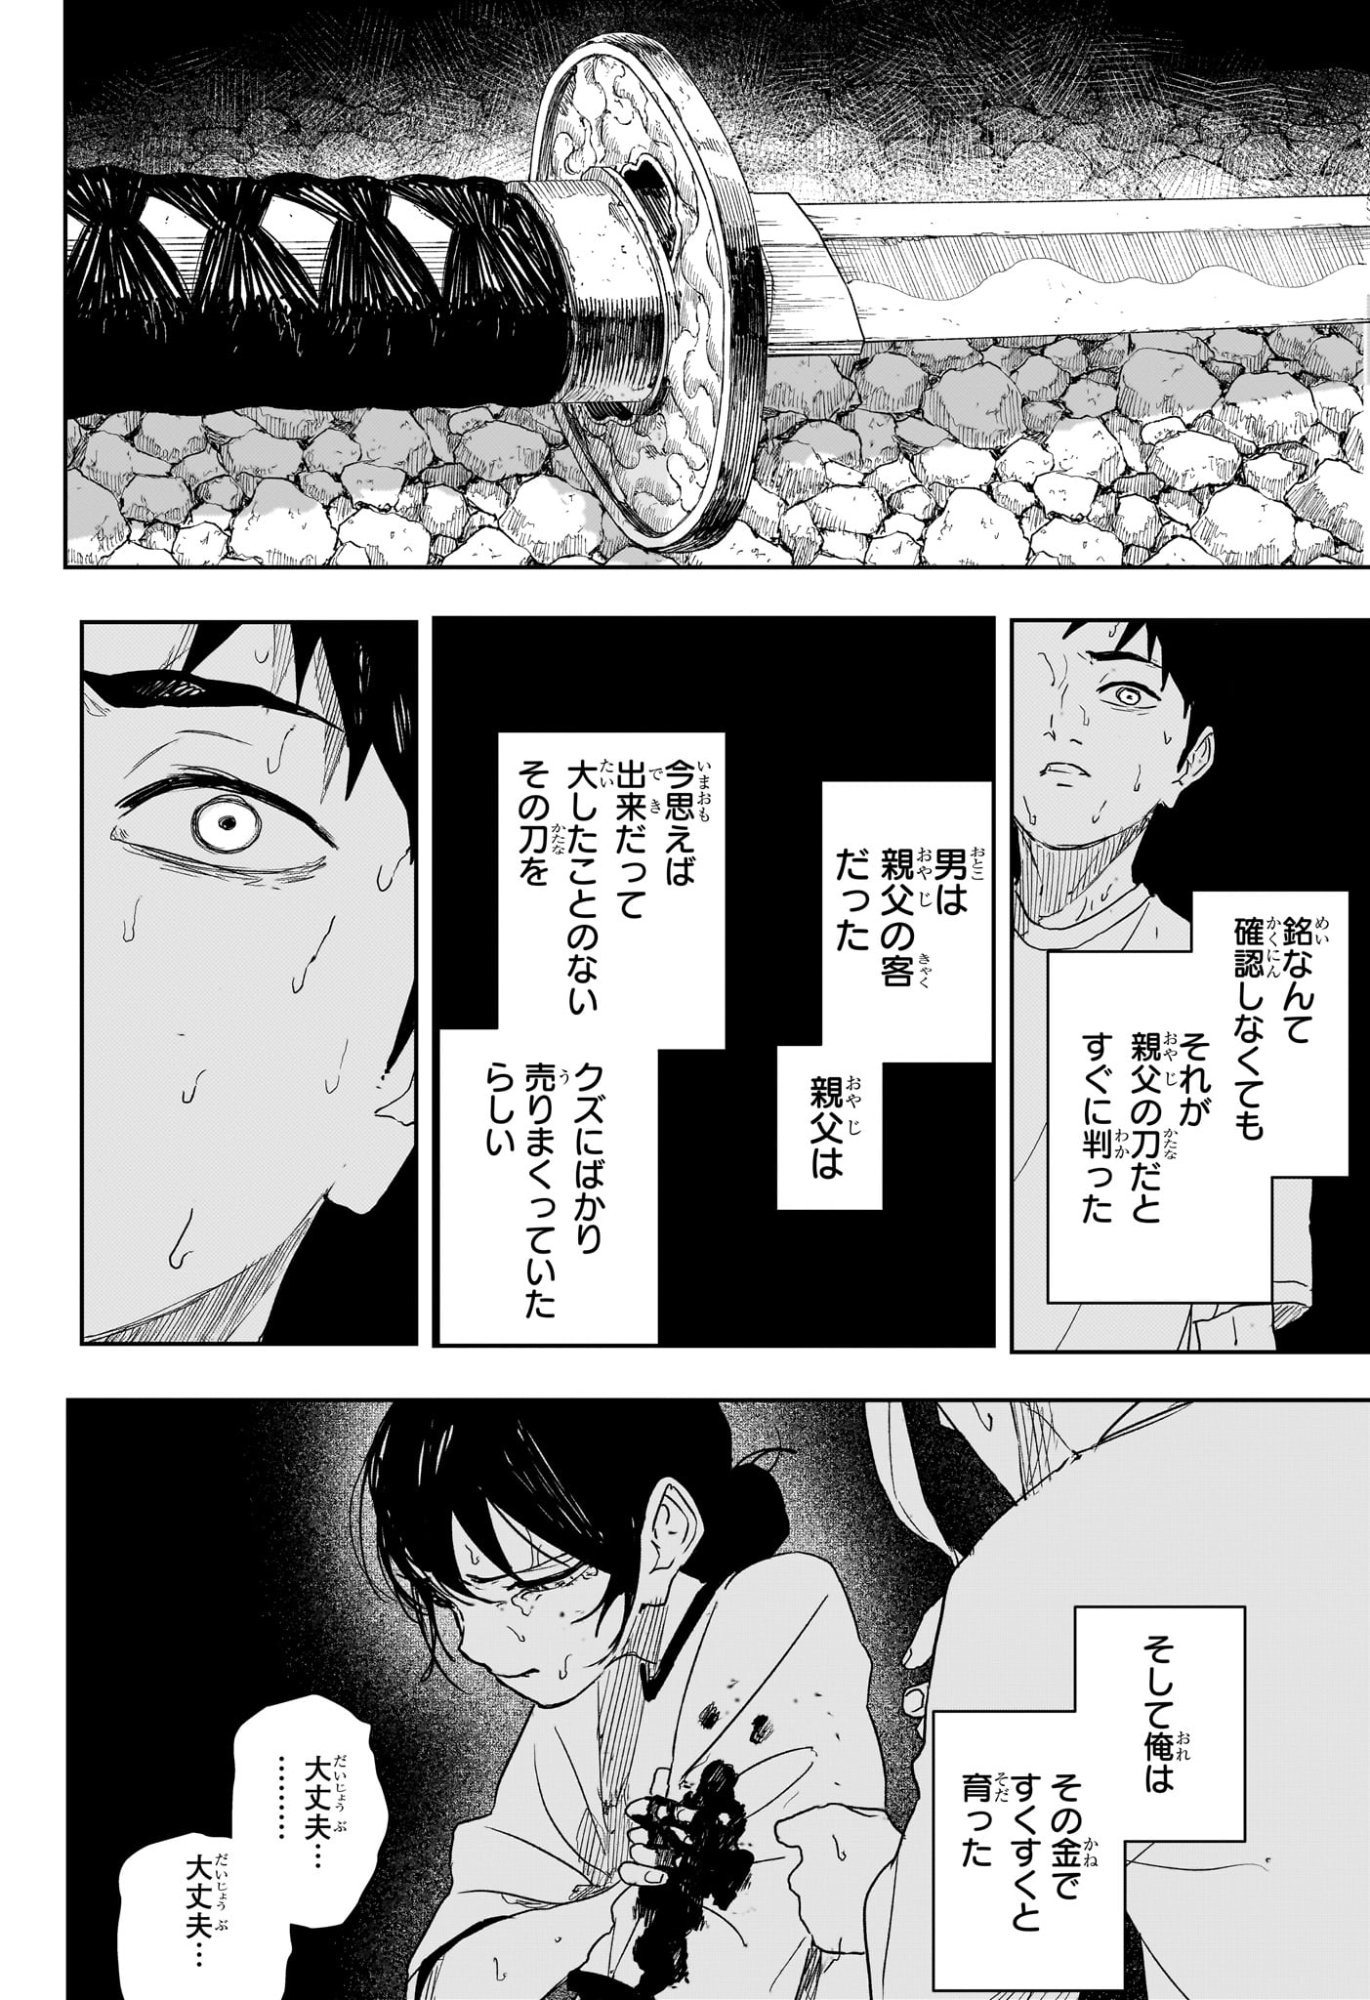 銘なんて
確認しなくても
それが
親父の刀だと
すぐに判った
男は
親父の客
だった
親父は
今思えば
出来だって
大したことのない
その刀を
クズにばかり
売りまくっていた
らしい
そして俺は
その金で
すくすくと
育った
大丈夫…
………
大丈夫…